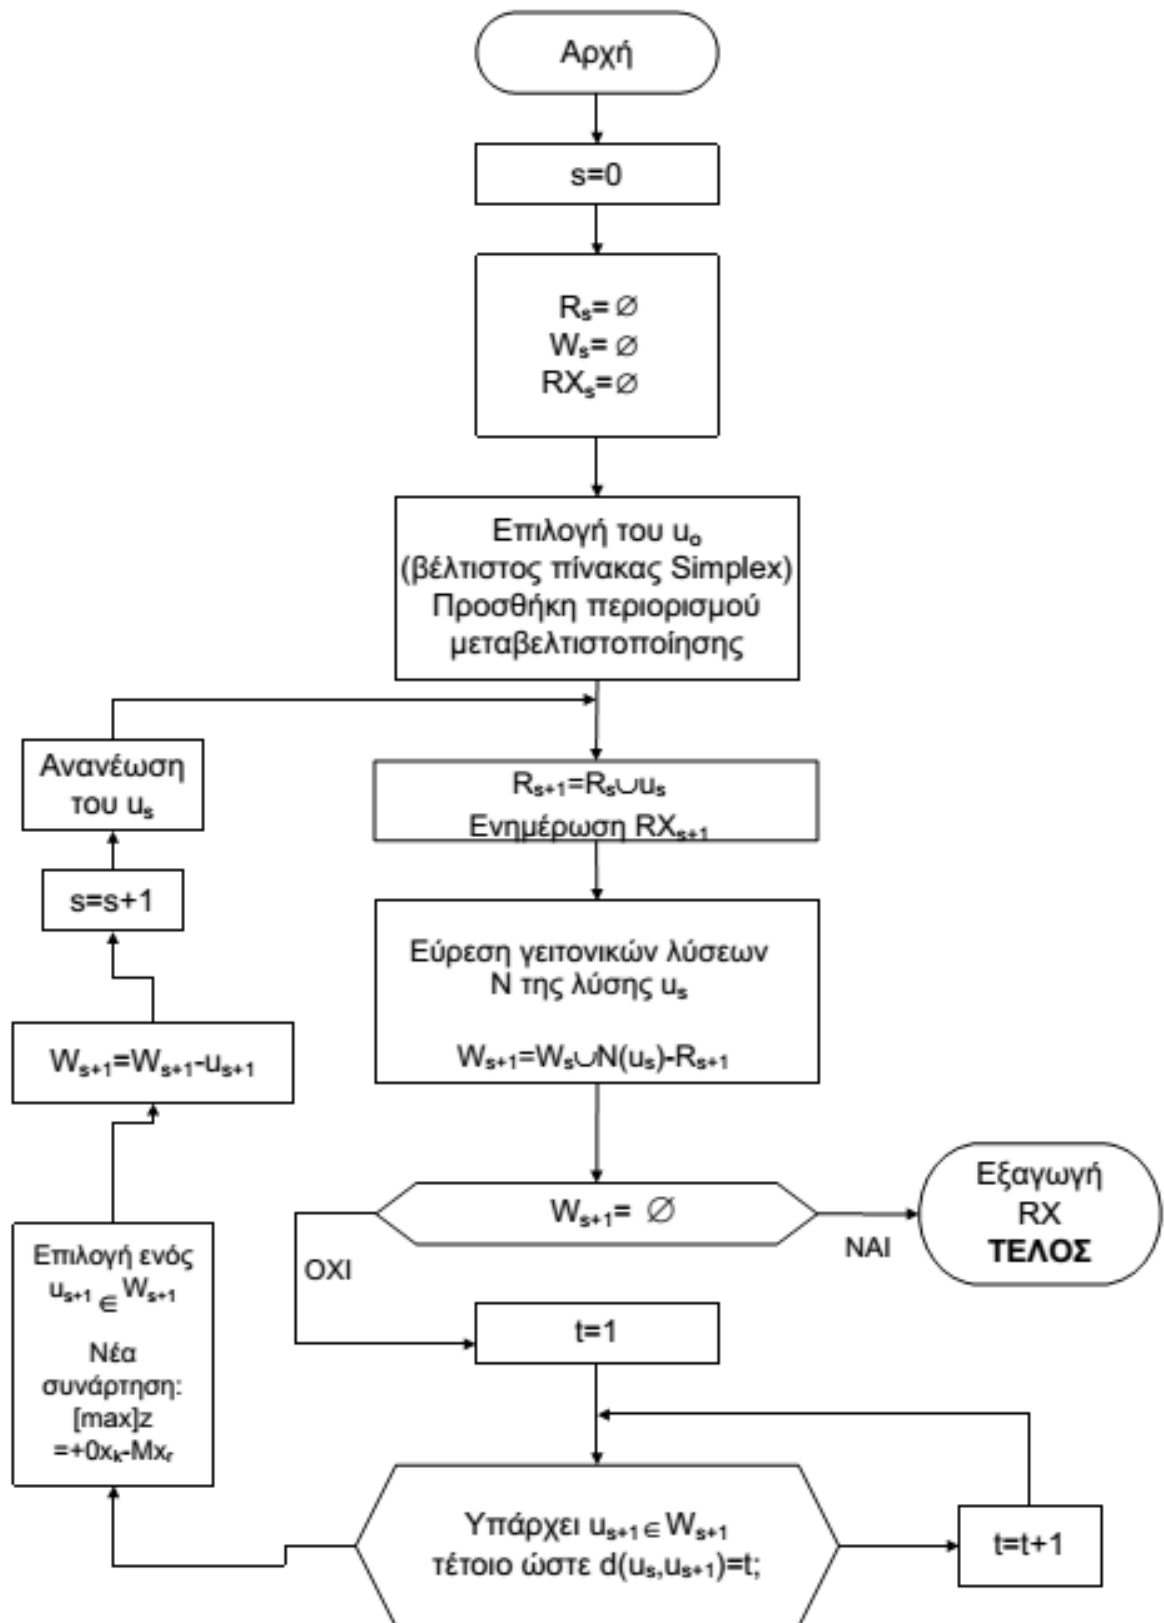 Αρχή
s=0
Rs= ∅
Ws= ∅
RXs=∅
Επιλογή του uo
(βέλτιστος πίνακας Simplex)
Προσθήκη περιορισμού
μεταβελτιστοποίησης
Ανανέωση
του us
Rs+1=Rs∪us
Ενημέρωση RXs+1
s=s+1
Εύρεση γειτονικών λύσεων
Ν της λύσης us
Ws+1=Ws∪N(us)-Rs+1
Ws+1=Ws+1-us+1
Ws+1= ∅
ΝΑΙ
Εξαγωγή
RX
ΤΕΛΟΣ
ΟΧΙ
Επιλογή ενός
us+1 ∈ Ws+1
Νέα
συνάρτηση:
[max]z
=+0xk-Mxr
t=1
Υπάρχει us+1∈Ws+1
τέτοιο ώστε d(us,us+1)=t;
t=t+1